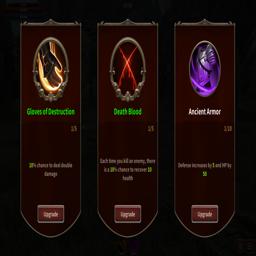 Gloves of Destruction
1/5
10% chance to deal double
damage
Upgrade
Death Blood
1/5
Each time you kill an enemy, there
is a 10% chance to recover 10
health
Upgrade
Ancient Armor
1/10
Defense increases by 5 and HP by
50
Upgrade